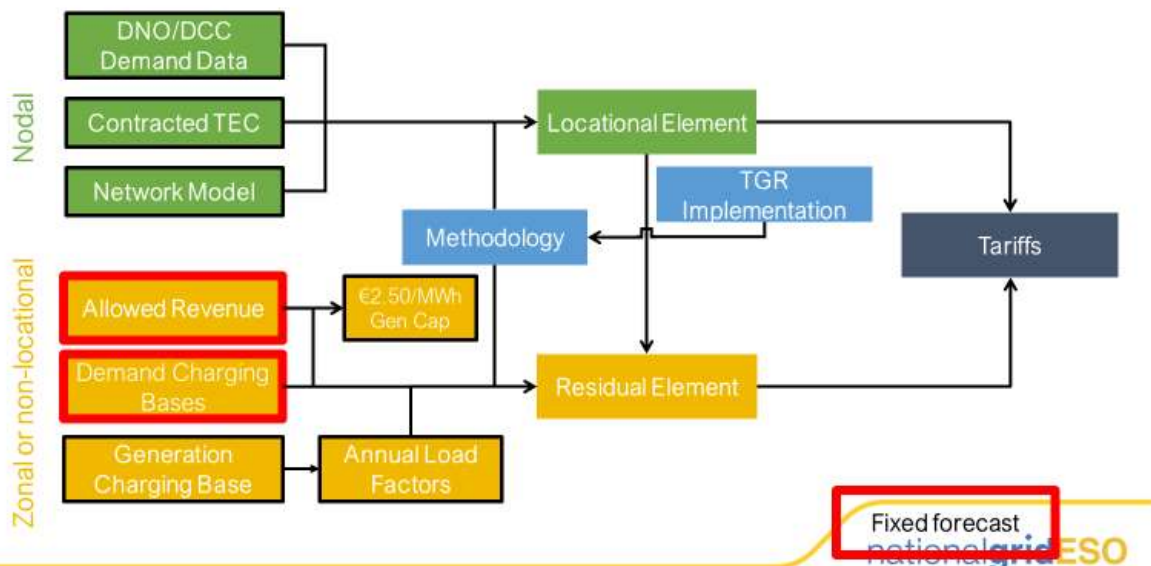 Nodal
DNO/DCC
Demand Data
Contracted TEC
Network Model
Locational Element
TGR
Implementation
Methodology
Tariffs
Zonal or non-locational
Allowed Revenue
€2.50/MWh
Gen Cap
Demand Charging
Bases
Residual Element
Generation
Charging Base
Annual Load
Factors
Fixed forecast
nationalgridESO